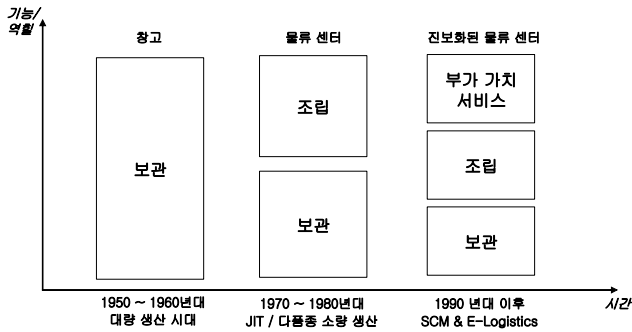 기능/
역할
창고
물류 센터
진보화된 물류 센터
보관
조립
보관
부가 가치
서비스
조립
보관
1950 ~ 1960년대
대량 생산 시대
1970 ~ 1980년대
JIT / 다품종 소량 생산
1990 년대 이후
SCM & E-Logistics
시간